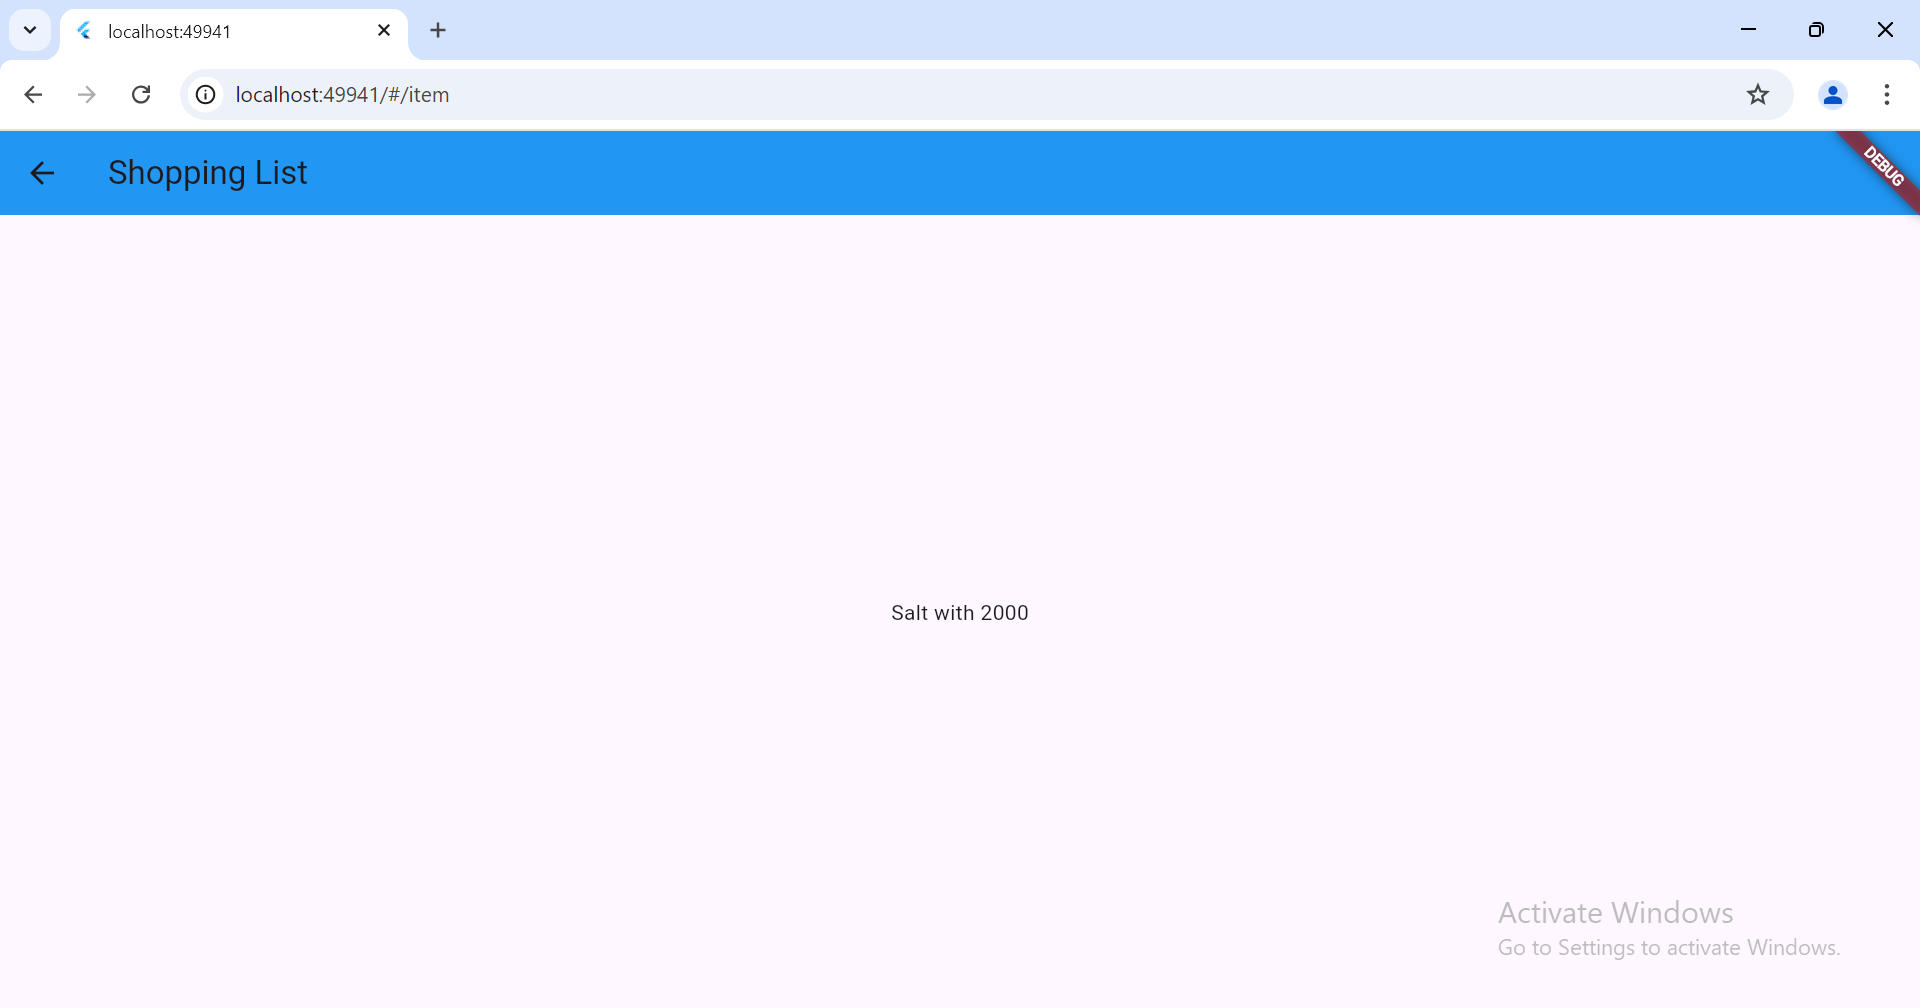 localhost:49941
localhost:49941/#/item
Shopping List
DEBUG
Salt with 2000
Activate Windows
Go to Settings to activate Windows.